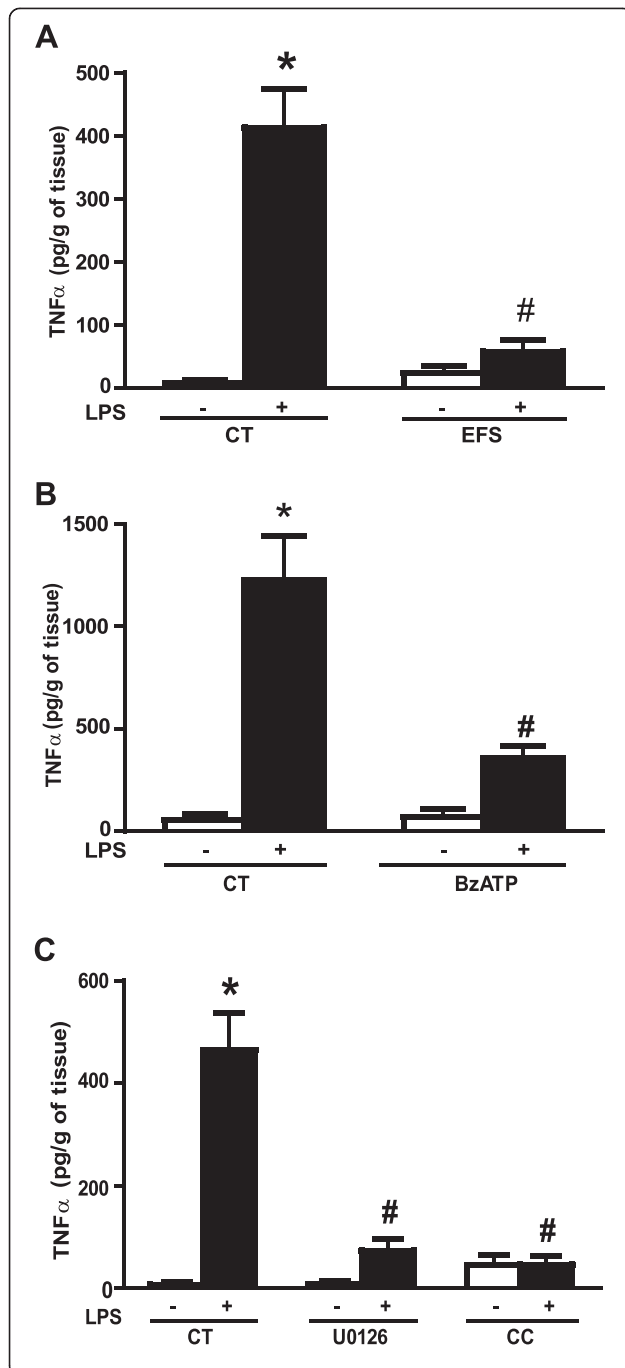 A
TNFα (pg/g of tissue)
500
400
300
200
100
0
*
#
LPS - + - +
CT EFS
B
TNFα (pg/g of tissue)
1500
1000
500
0
*
#
LPS - + - +
CT BzATP
C
TNFα (pg/g of tissue)
600
400
200
0
*
#
#
LPS - + - + - +
CT U0126 CC